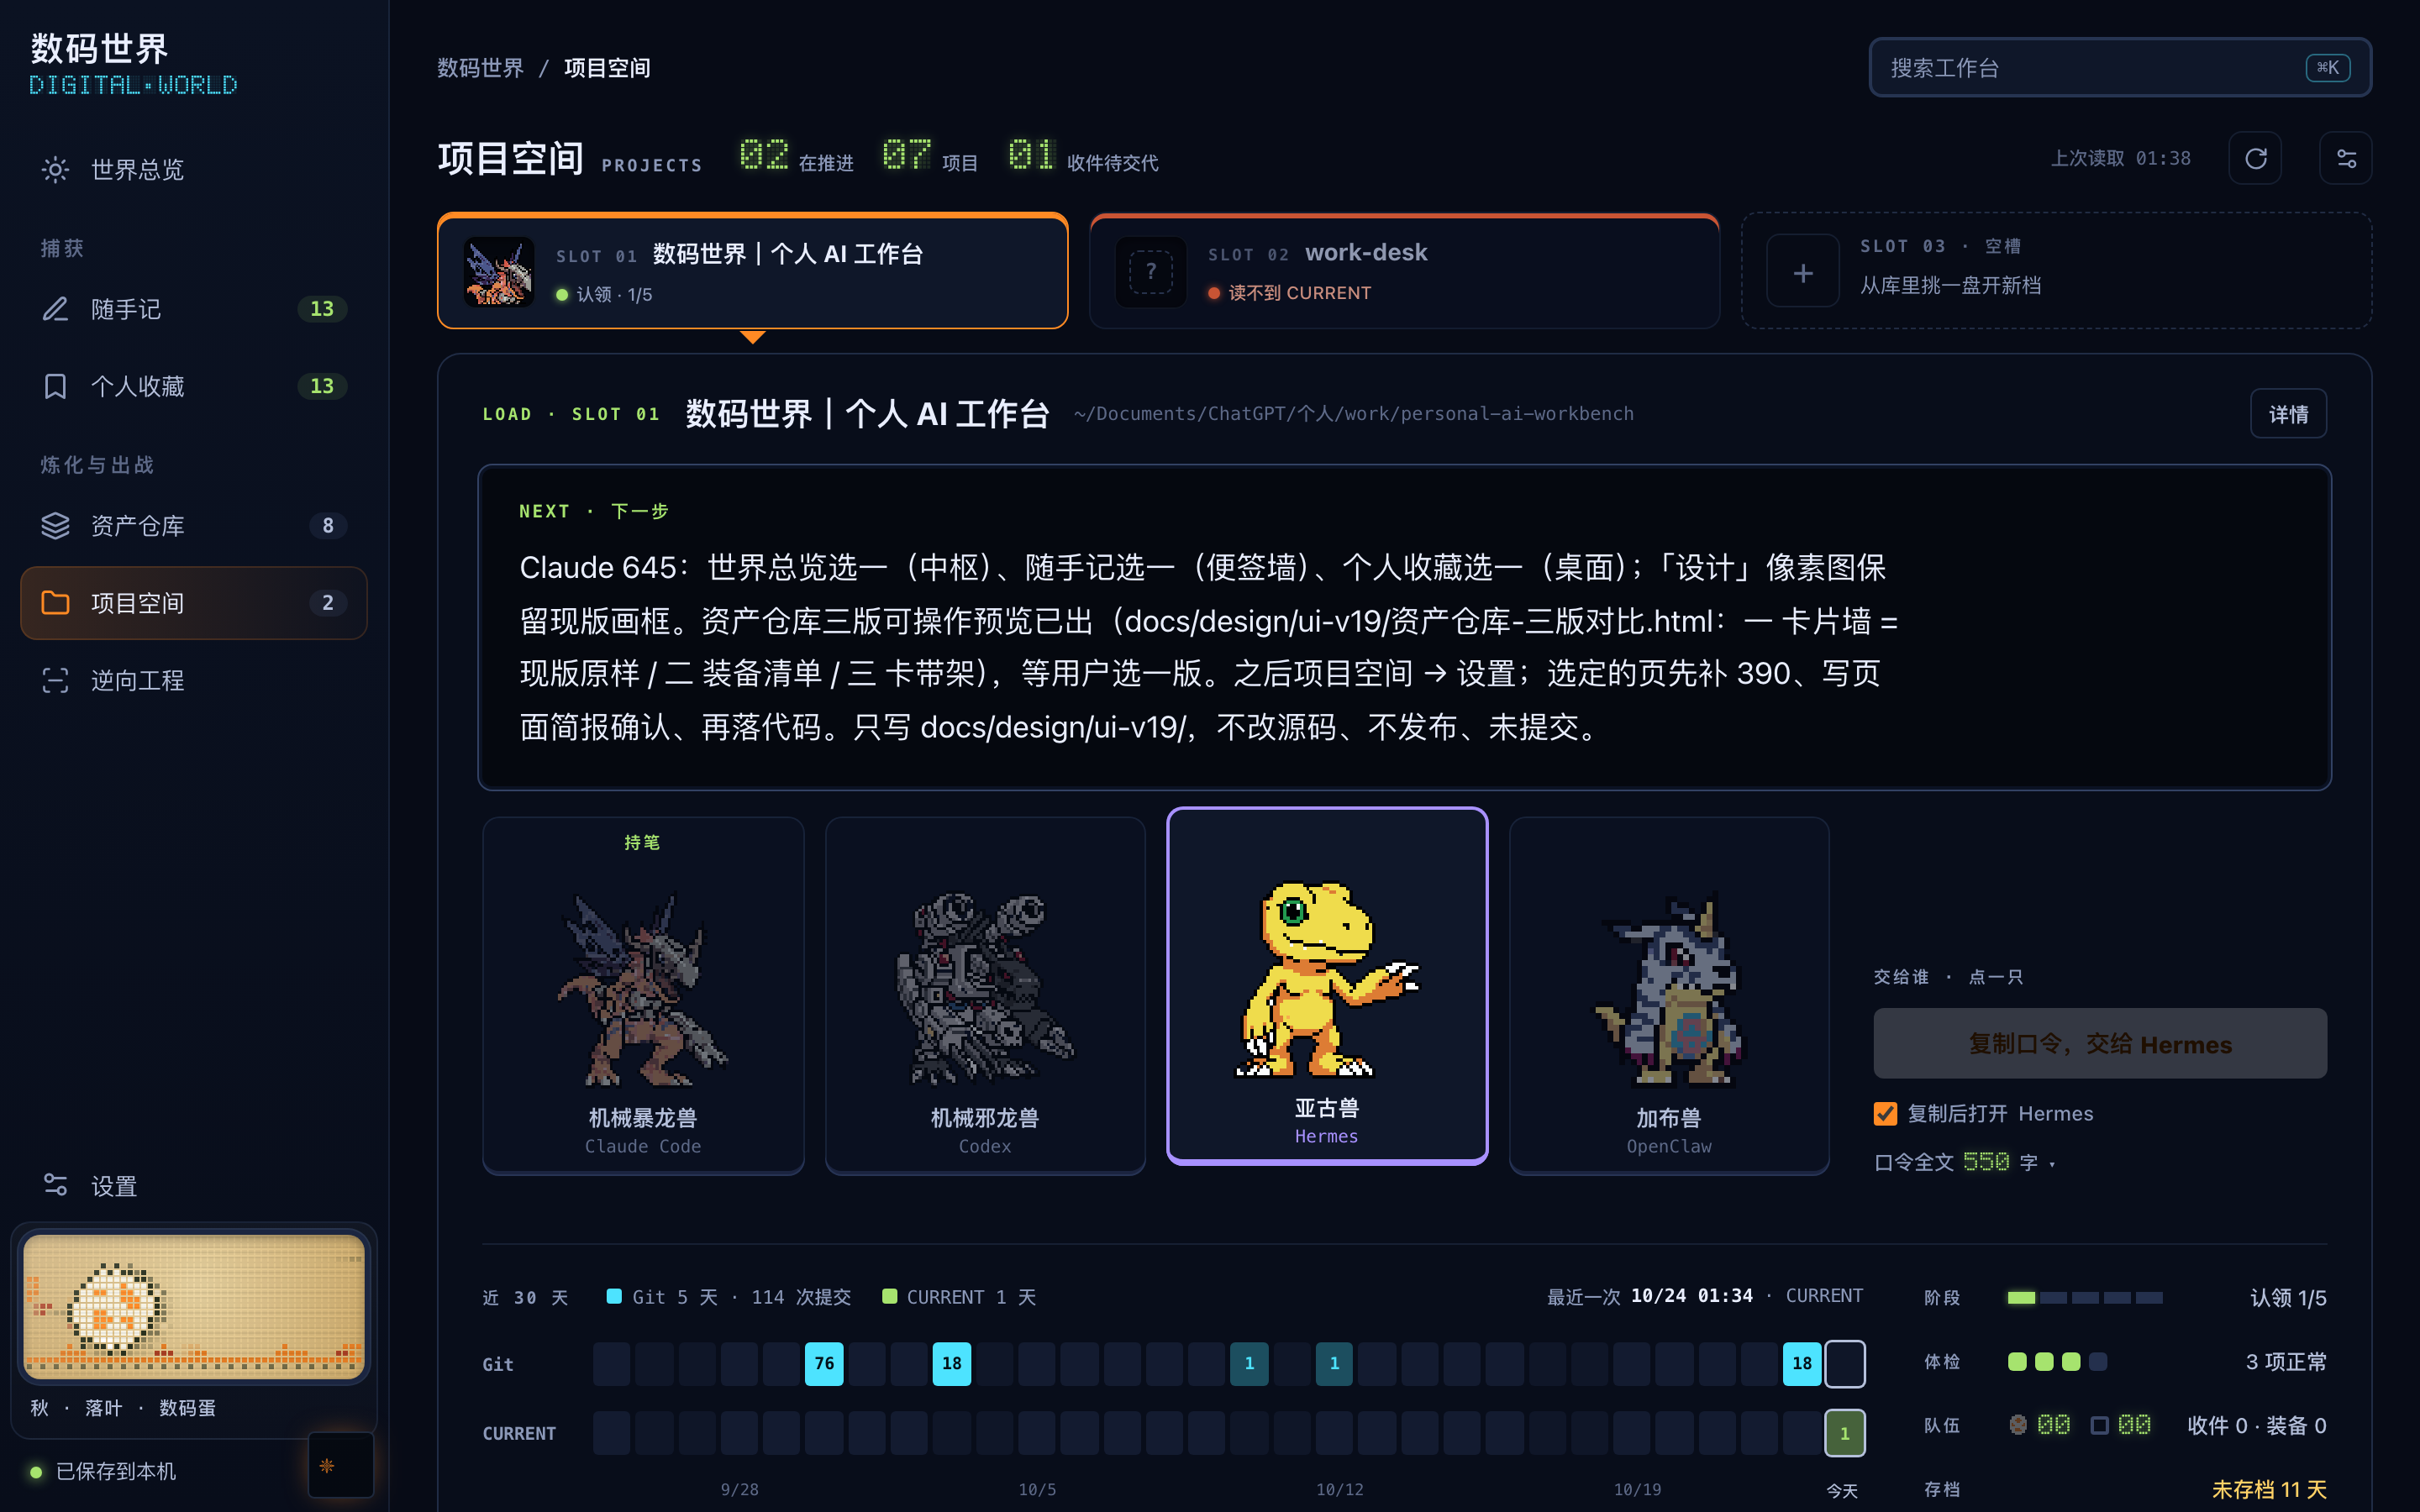 数码世界
DIGITAL·WORLD
世界总览
捕获
随手记 13
个人收藏 13
炼化与出战
资产仓库 8
项目空间 2
逆向工程
设置
秋 · 落叶 · 数码蛋
已保存到本机
数码世界 / 项目空间
搜索工作台 ⌘K
项目空间 PROJECTS 02 在推进 07 项目 01 收件待交代
上次读取 01:38
SLOT 01 数码世界｜个人 AI 工作台
认领 · 1/5
SLOT 02 work-desk
读不到 CURRENT
SLOT 03 · 空槽
从库里挑一盘开新档
LOAD · SLOT 01 数码世界｜个人 AI 工作台 ~/Documents/ChatGPT/个人/work/personal-ai-workbench
详情
NEXT · 下一步
Claude 645：世界总览选一（中枢）、随手记选一（便签墙）、个人收藏选一（桌面）；「设计」像素图保
留现版画框。资产仓库三版可操作预览已出（docs/design/ui-v19/资产仓库-三版对比.html：一 卡片墙 =
现版原样 / 二 装备清单 / 三 卡带架），等用户选一版。之后项目空间 → 设置；选定的页先补 390、写页
面简报确认、再落代码。只写 docs/design/ui-v19/，不改源码、不发布、未提交。
持笔
机械暴龙兽
Claude Code
机械邪龙兽
Codex
亚古兽
Hermes
加布兽
OpenClaw
交给谁 · 点一只
复制口令，交给 Hermes
复制后打开 Hermes
口令全文 550 字 ▾
近 30 天 Git 5 天 · 114 次提交 CURRENT 1 天
最近一次 10/24 01:34 · CURRENT
Git 76 18 1 1 18
CURRENT 1
9/28 10/5 10/12 10/19 今天
阶段 认领 1/5
体检 3 项正常
队伍 00 00 收件 0 · 装备 0
存档 未存档 11 天